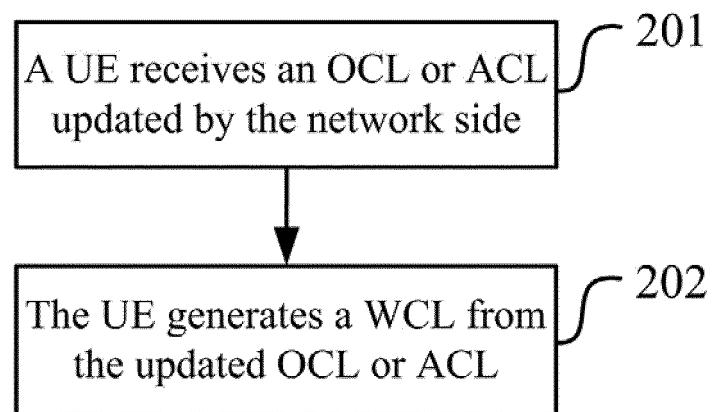 A UE receives an OCL or ACL
updated by the network side
201
The UE generates a WCL from
the updated OCL or ACL
202